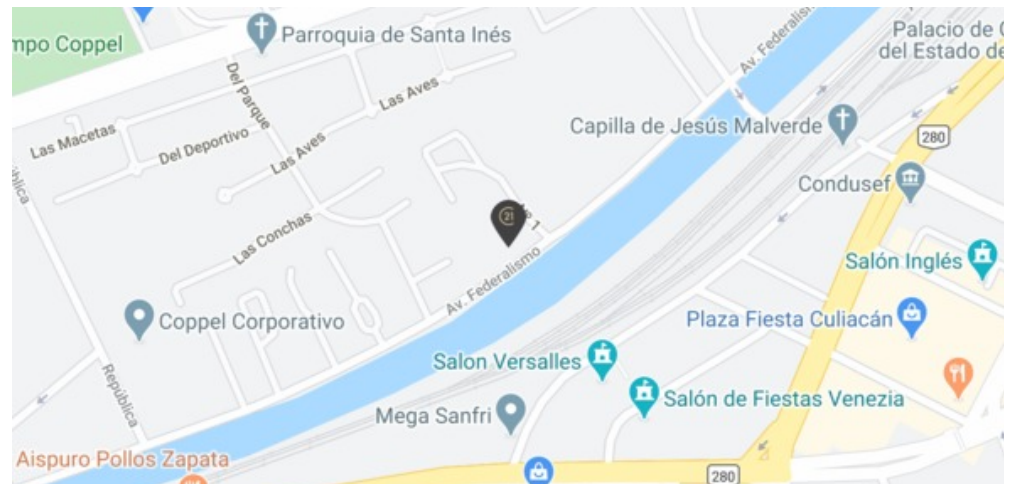 mpo Coppel
Parroquia de Santa Inés
Av. Federalismo
Palacio de
del Estado de
Del Parque
Las Aves
Las Macetas
Del Deportivo
Las Aves
Capilla de Jesús Malverde
280
Condusef
21
Las Conchas
Av. Federalismo
Salón Inglés
Coppel Corporativo
Plaza Fiesta Culiacán
Salon Versalles
República
Salón de Fiestas Venezia
Mega Sanfri
Aispuro Pollos Zapata
280